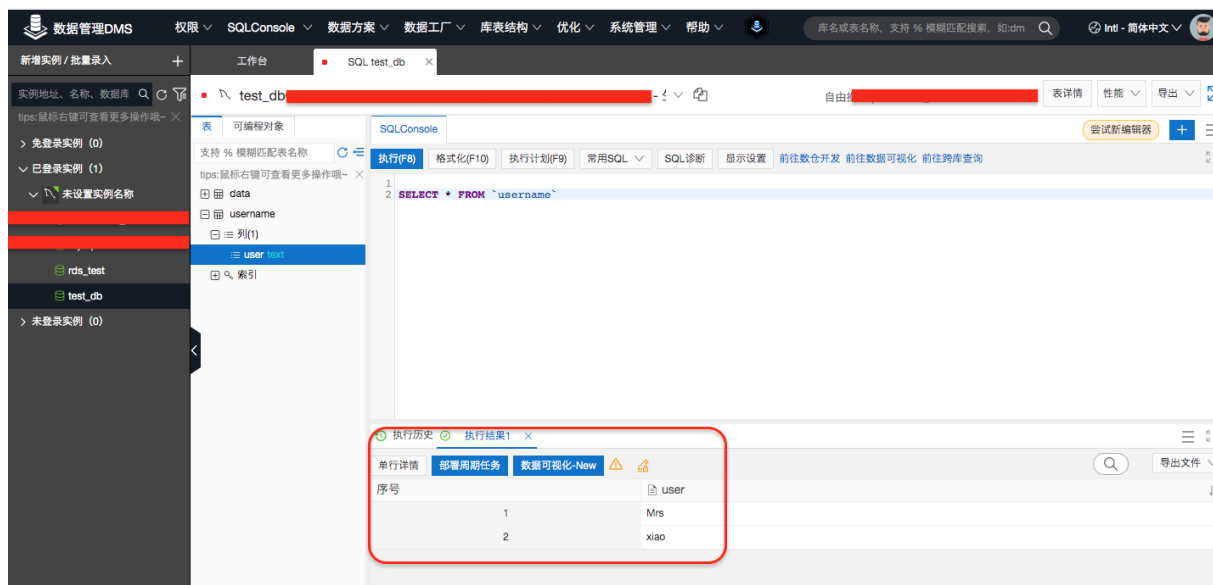 数据管理DMS 权限 SQLConsole 数据方案 数据工厂 库表结构 优化 系统管理 帮助 库名或表名称，支持 % 模糊匹配搜索，如:dm Intl - 简体中文
新增实例 / 批量录入 + 工作台 SQL test_db ×
实例地址、名称、数据库 test_db 自由 表详情 性能 导出
tips:鼠标右键可查看更多操作哦~ ×
免登录实例（0）
已登录实例（1）
未设置实例名称
rds_test
test_db
未登录实例（0）
表 可编程对象
支持 % 模糊匹配表名称
tips:鼠标右键可查看更多操作哦~ ×
data
username
列(1)
user text
索引
SQLConsole 尝试新编辑器 +
执行(F8) 格式化(F10) 执行计划(F9) 常用SQL SQL诊断 显示设置 前往数仓开发 前往数据可视化 前往跨库查询
1
2 SELECT * FROM `username`
执行历史 执行结果1 ×
单行详情 部署周期任务 数据可视化-New 导出文件
序号 user
1 Mrs
2 xiao